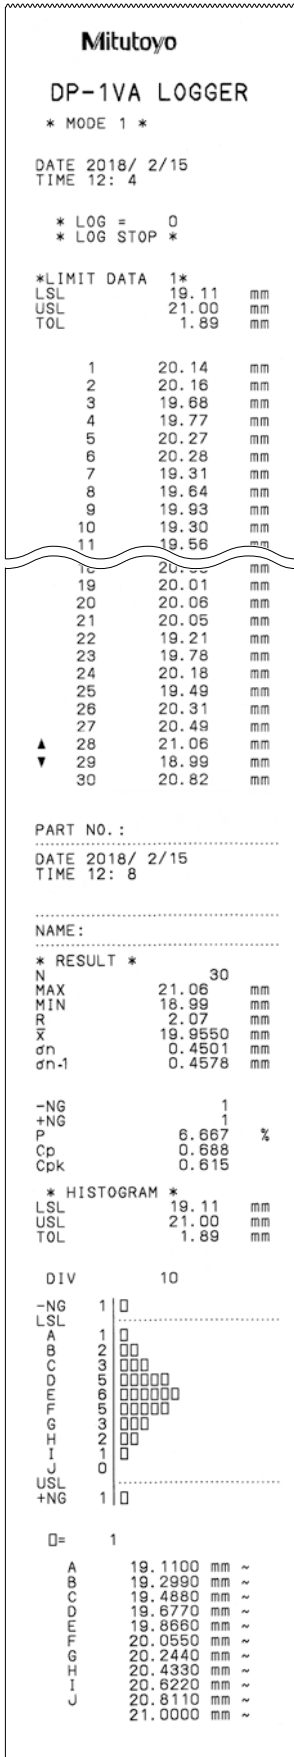 Mitutoyo
DP-1VA LOGGER
* MODE 1 *
DATE 2018/ 2/15
TIME 12: 4
* LOG = 0
* LOG STOP *
*LIMIT DATA 1*
LSL 19.11 mm
USL 21.00 mm
TOL 1.89 mm
1 20.14 mm
2 20.16 mm
3 19.68 mm
4 19.77 mm
5 20.27 mm
6 20.28 mm
7 19.31 mm
8 19.64 mm
9 19.93 mm
10 19.30 mm
11 19.56 mm
mm
19 20.01 mm
20 20.06 mm
21 20.05 mm
22 19.21 mm
23 19.78 mm
24 20.18 mm
25 19.49 mm
26 20.31 mm
27 20.49 mm
▲ 28 21.06 mm
▼ 29 18.99 mm
30 20.82 mm
PART NO.:
DATE 2018/ 2/15
TIME 12: 8
NAME:
* RESULT *
N 30
MAX 21.06 mm
MIN 18.99 mm
R 2.07 mm
x̄ 19.9550 mm
σn 0.4501 mm
σn-1 0.4578 mm
-NG 1
+NG 1
P 6.667 %
Cp 0.688
Cpk 0.615
* HISTOGRAM *
LSL 19.11 mm
USL 21.00 mm
TOL 1.89 mm
DIV 10
-NG 1
LSL
A 1
B 2
C 3
D 5
E 6
F 5
G 3
H 2
I 1
J 0
USL
+NG 1
▯= 1
A 19.1100 mm ~
B 19.2990 mm ~
C 19.4880 mm ~
D 19.6770 mm ~
E 19.8660 mm ~
F 20.0550 mm ~
G 20.2440 mm ~
H 20.4330 mm ~
I 20.6220 mm ~
J 20.8110 mm ~
21.0000 mm ~